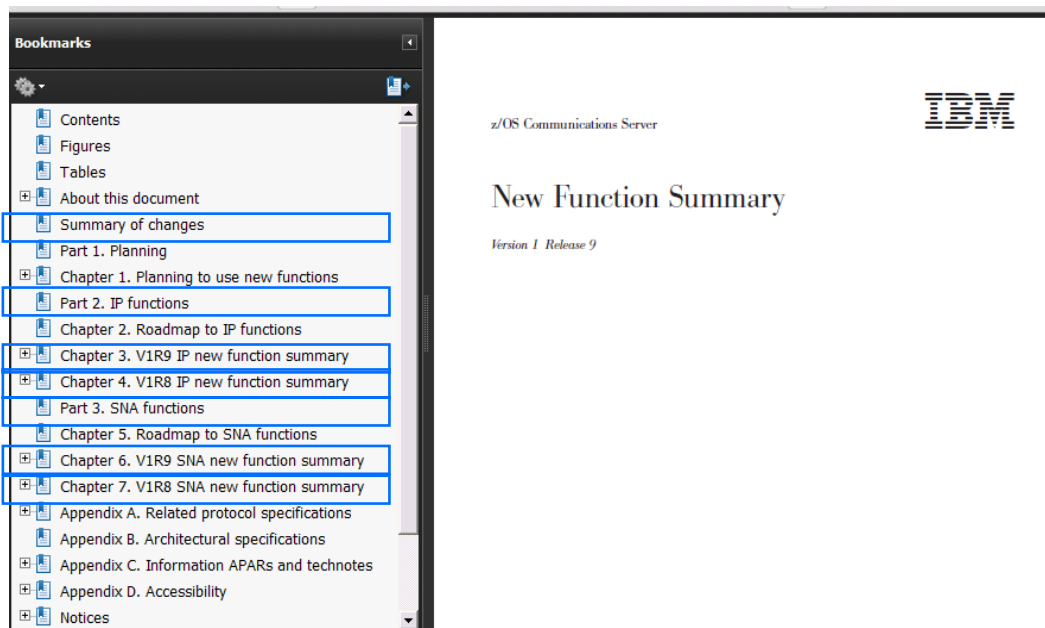 Bookmarks
Contents
Figures
Tables
About this document
Summary of changes
Part 1. Planning
Chapter 1. Planning to use new functions
Part 2. IP functions
Chapter 2. Roadmap to IP functions
Chapter 3. V1R9 IP new function summary
Chapter 4. V1R8 IP new function summary
Part 3. SNA functions
Chapter 5. Roadmap to SNA functions
Chapter 6. V1R9 SNA new function summary
Chapter 7. V1R8 SNA new function summary
Appendix A. Related protocol specifications
Appendix B. Architectural specifications
Appendix C. Information APARs and technotes
Appendix D. Accessibility
Notices
z/OS Communications Server
IBM
New Function Summary
Version 1 Release 9